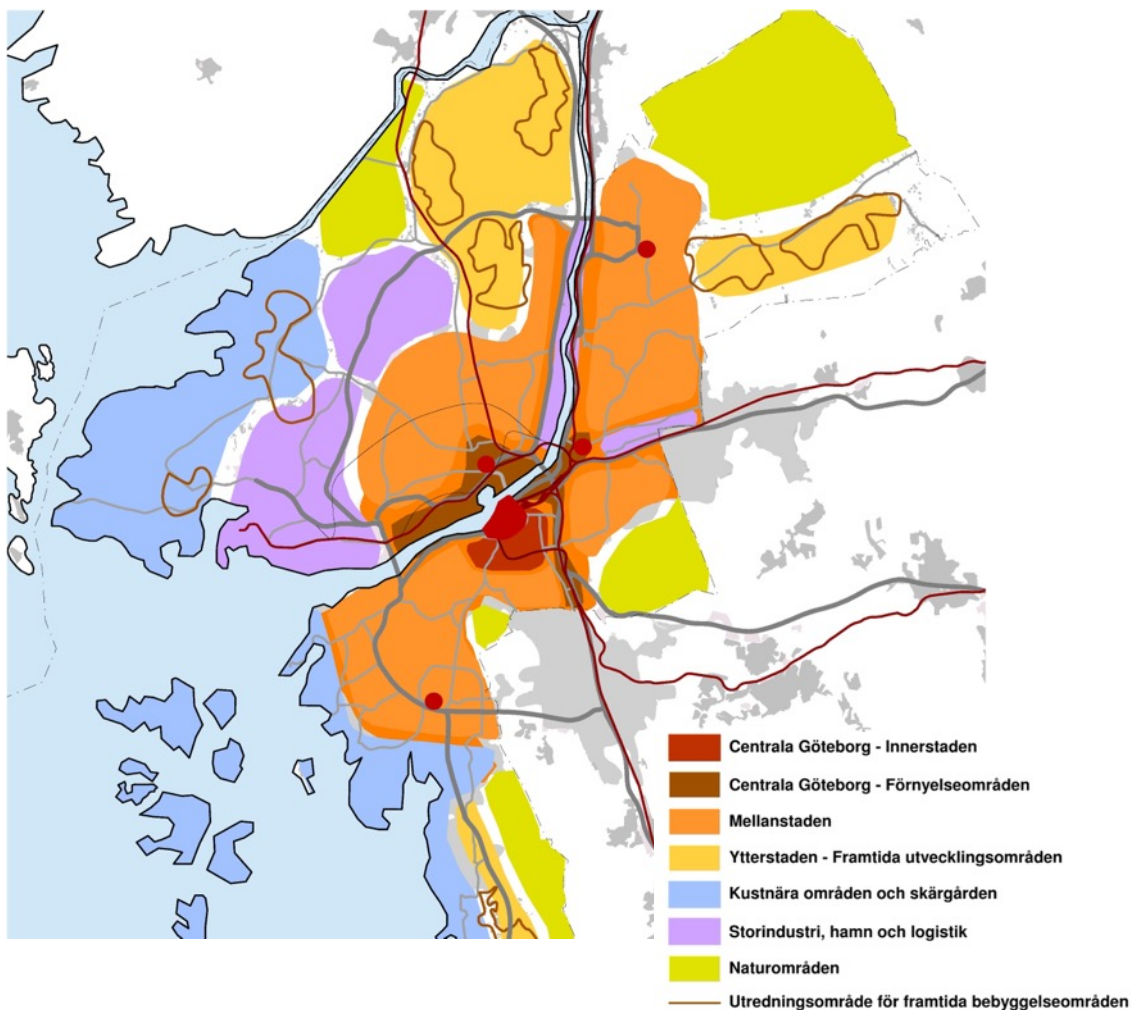 Centrala Göteborg - Innerstaden
Centrala Göteborg - Förnyelseområden
Mellanstaden
Ytterstaden - Framtida utvecklingsområden
Kustnära områden och skärgården
Storindustri, hamn och logistik
Naturområden
Utredningsområde för framtida bebyggelseområden